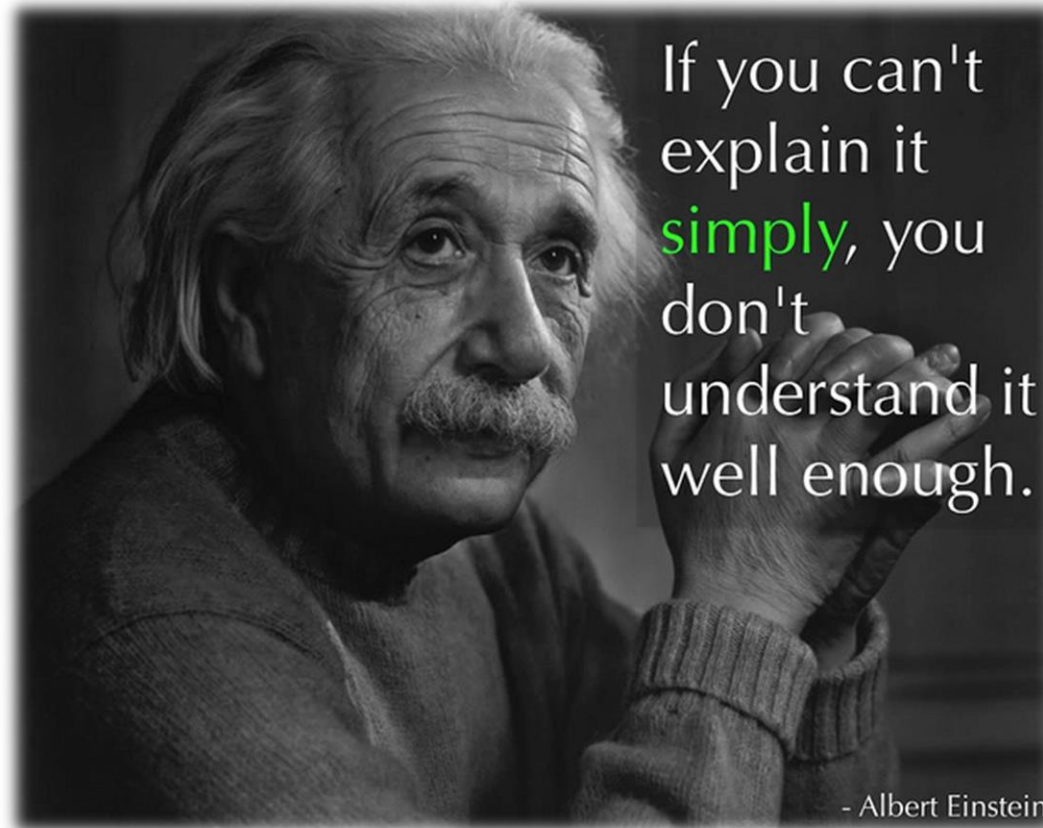 If you can't
explain it
simply, you
don't
understand it
well enough.
- Albert Einstein